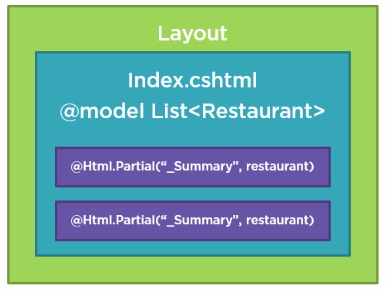 Layout
Index.cshtml
@model List<Restaurant>
@Html.Partial(“_Summary”, restaurant)
@Html.Partial(“_Summary”, restaurant)